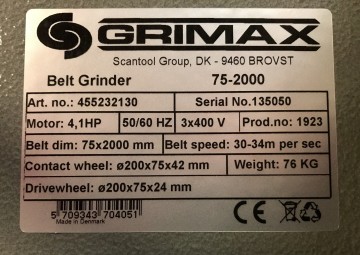 GRIMAX
Scantool Group, DK - 9460 BROVST
Belt Grinder 75-2000
Art. no.: 455232130 Serial No.135050
Motor: 4,1HP 50/60 HZ 3x400 V Prod.no: 1923
Belt dim: 75x2000 mm Belt speed: 30-34m per sec
Contact wheel: ø200x75x42 mm Weight: 76 KG
Drivewheel: ø200x75x24 mm
5 709343 704051
Made in Denmark
CE